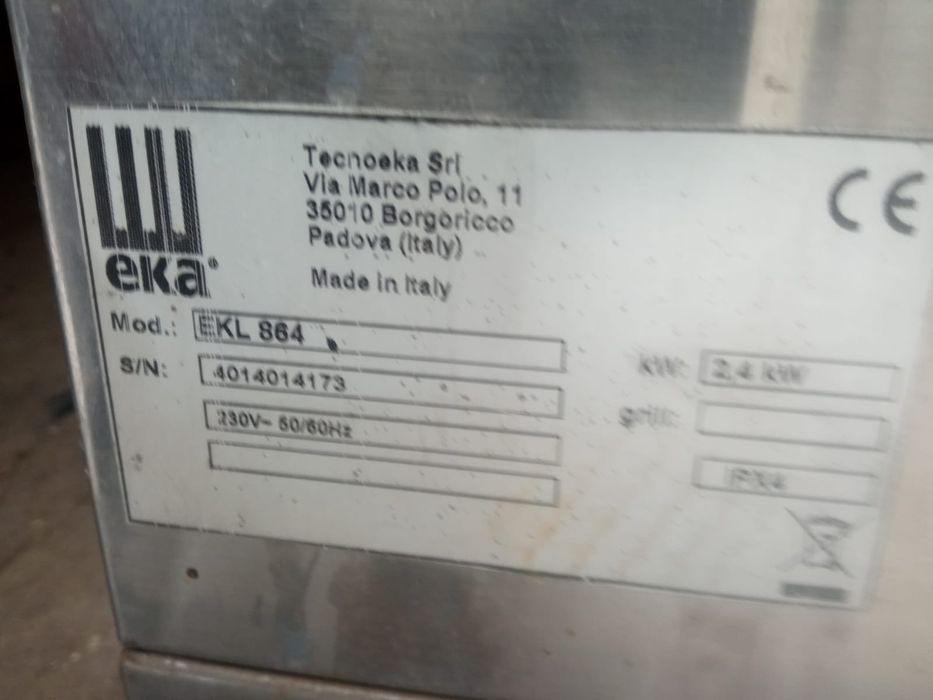 Tecnoeka Srl
Via Marco Polo, 11
35010 Borgoricco
Padova (Italy)
Made in Italy
CE
eka®
Mod.: EKL 864
S/N: 4014014173
230V~ 50/60Hz
kW: 2,4 kW
grill:
IPX4